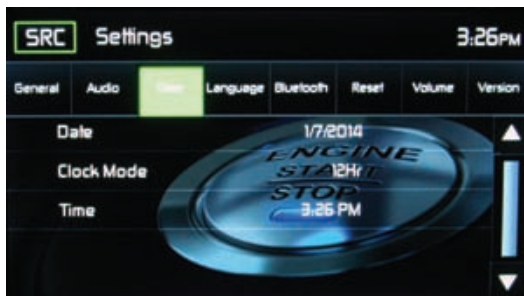 SRC Settings 3:26PM
General Audio Language Bluetooth Reset Volume Version
Date 1/7/2014
Clock Mode 12Hr
Time 3:26 PM
ENGINE
START
STOP